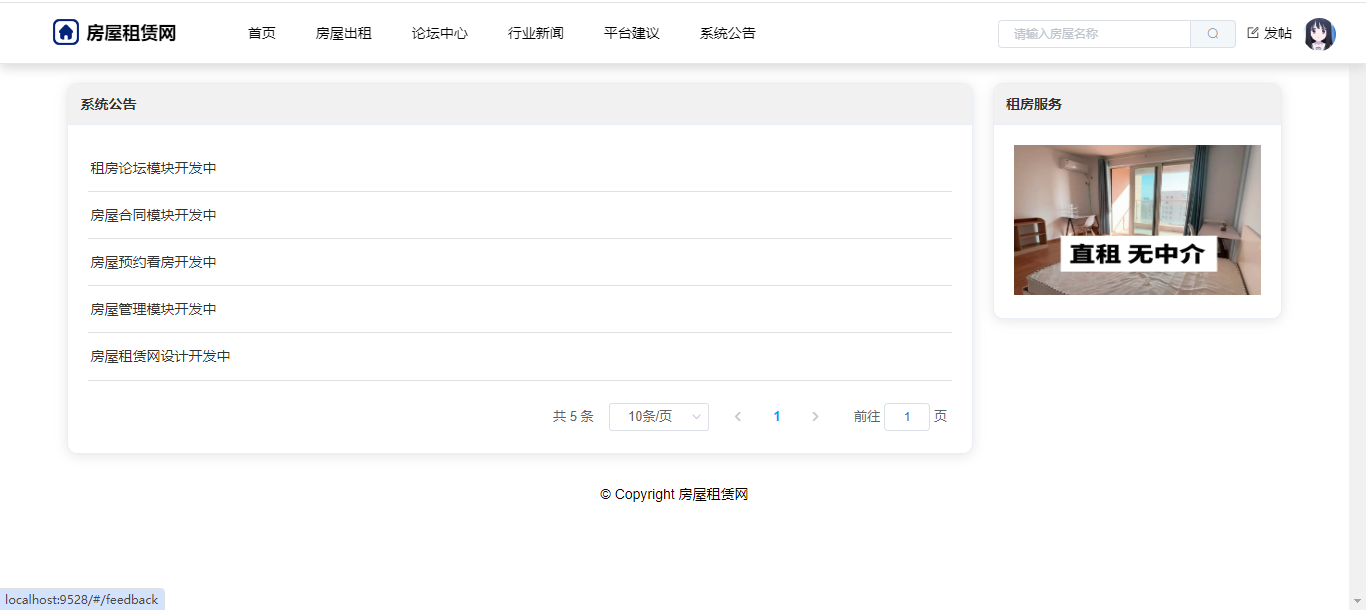 房屋租赁网 首页 房屋出租 论坛中心 行业新闻 平台建议 系统公告 请输入房屋名称 发帖
系统公告
租房论坛模块开发中
房屋合同模块开发中
房屋预约看房开发中
房屋管理模块开发中
房屋租赁网设计开发中
共 5 条 10条/页 1 前往 1 页
租房服务
直租 无中介
© Copyright 房屋租赁网
localhost:9528/#/feedback